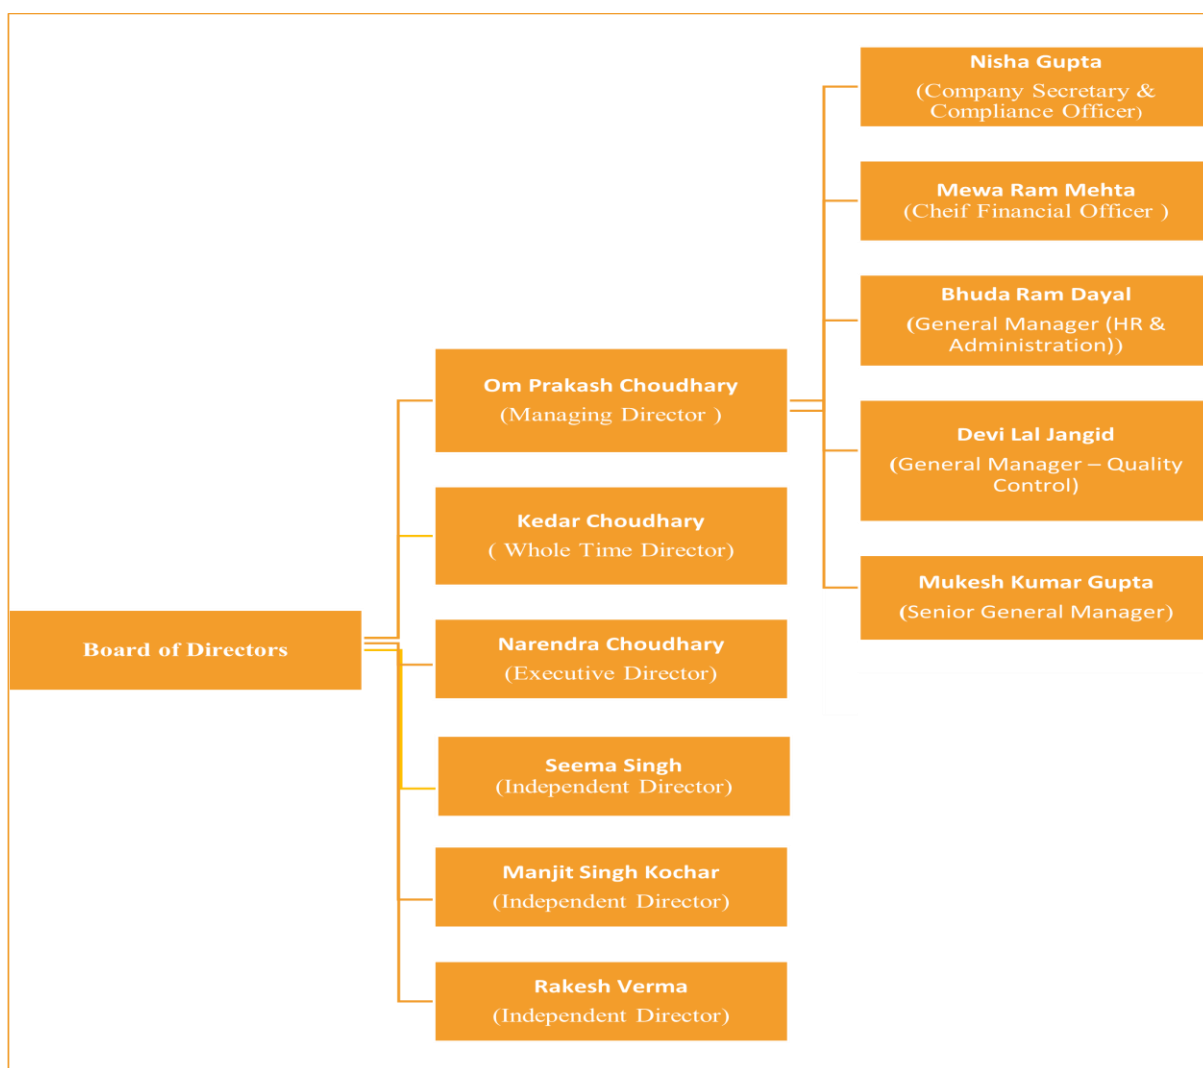 Board of Directors
Om Prakash Choudhary
(Managing Director )
Kedar Choudhary
( Whole Time Director)
Narendra Choudhary
(Executive Director)
Seema Singh
(Independent Director)
Manjit Singh Kochar
(Independent Director)
Rakesh Verma
(Independent Director)
Nisha Gupta
(Company Secretary &
Compliance Officer)
Mewa Ram Mehta
(Cheif Financial Officer )
Bhuda Ram Dayal
(General Manager (HR &
Administration))
Devi Lal Jangid
(General Manager – Quality
Control)
Mukesh Kumar Gupta
(Senior General Manager)